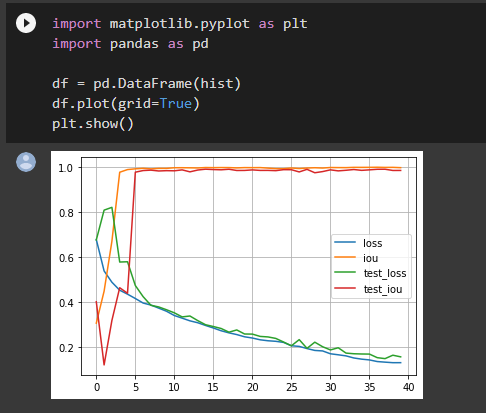 import matplotlib.pyplot as plt
import pandas as pd
df = pd.DataFrame(hist)
df.plot(grid=True)
plt.show()
1.0
0.8
0.6
0.4
0.2
loss
iou
test_loss
test_iou
0 5 10 15 20 25 30 35 40